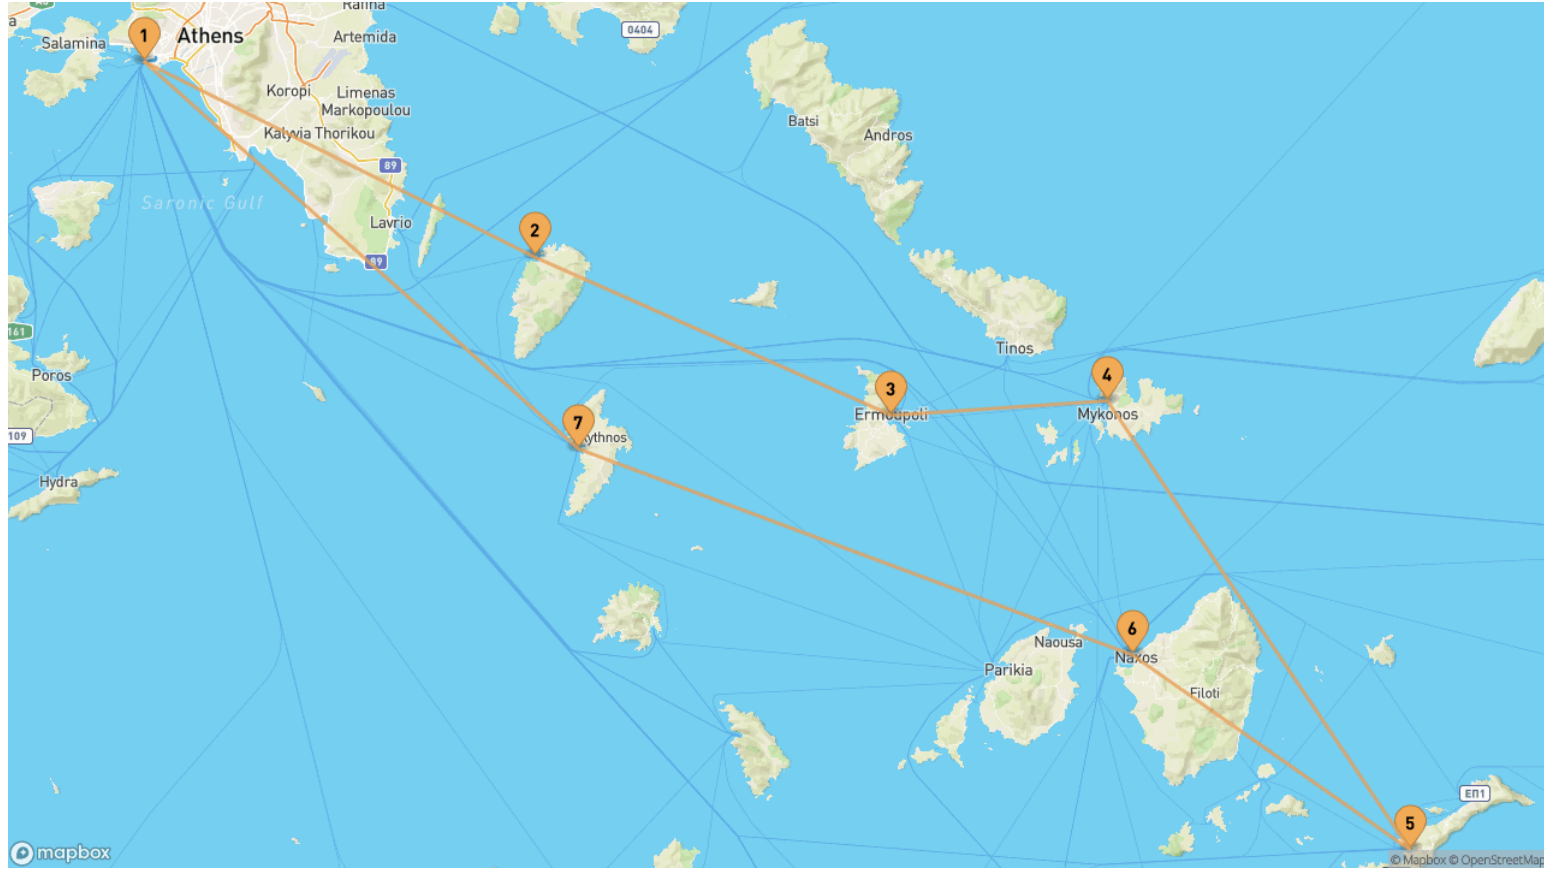 Rafina
a
1
Athens
0404
Salamina
Artemida
Koropi
Limenas
Markopoulou
Batsi
Kalyvia Thorikou
Andros
89
Saronic Gulf
Lavrio
2
89
161
Tinos
Poros
4
3
Ermoupoli
Mykonos
7
109
Kythnos
Hydra
6
Naousa
Naxos
Parikia
Filoti
ΕΠ1
5
mapbox
© Mapbox © OpenStreetMap